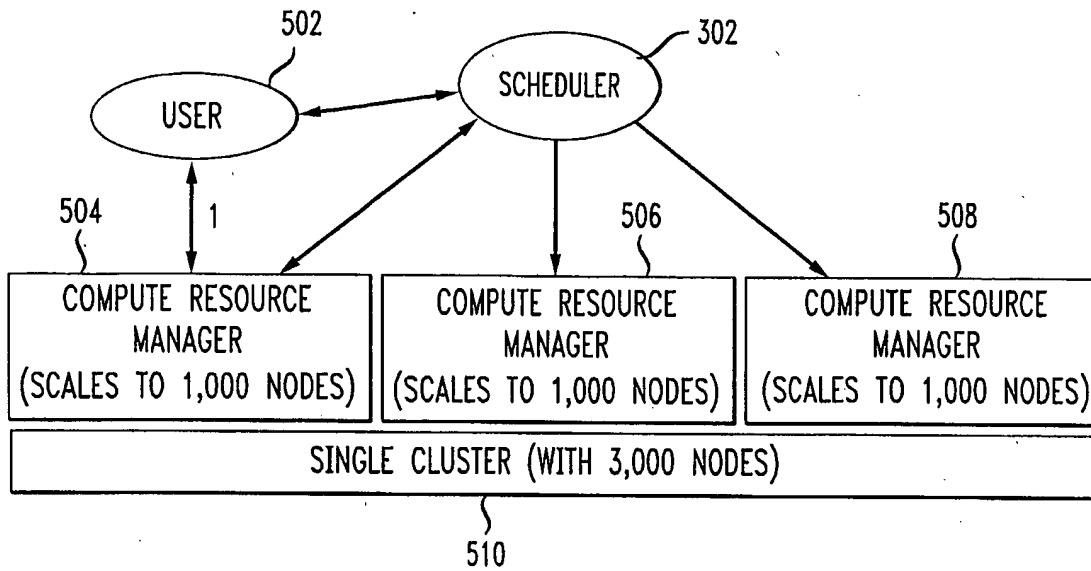 502
302
USER
SCHEDULER
1
504
506
508
COMPUTE RESOURCE
MANAGER
(SCALES TO 1,000 NODES)
COMPUTE RESOURCE
MANAGER
(SCALES TO 1,000 NODES)
COMPUTE RESOURCE
MANAGER
(SCALES TO 1,000 NODES)
SINGLE CLUSTER (WITH 3,000 NODES)
510